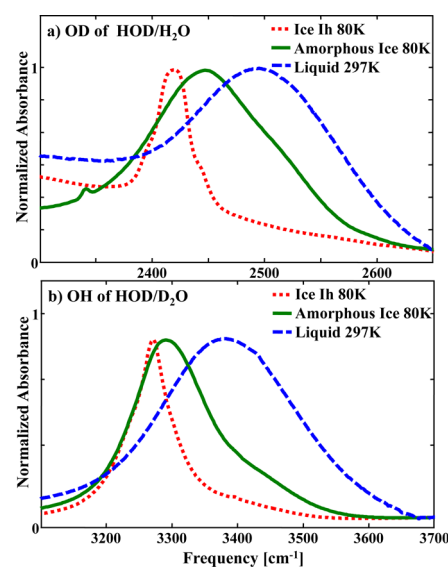 a) OD of HOD/H₂O
Ice Ih 80K
Amorphous Ice 80K
Liquid 297K
1
Normalized Absorbance
0
2400
2500
2600
b) OH of HOD/D₂O
Ice Ih 80K
Amorphous Ice 80K
Liquid 297K
1
Normalized Absorbance
0
3200
3300
3400
3500
3600
3700
Frequency [cm⁻¹]